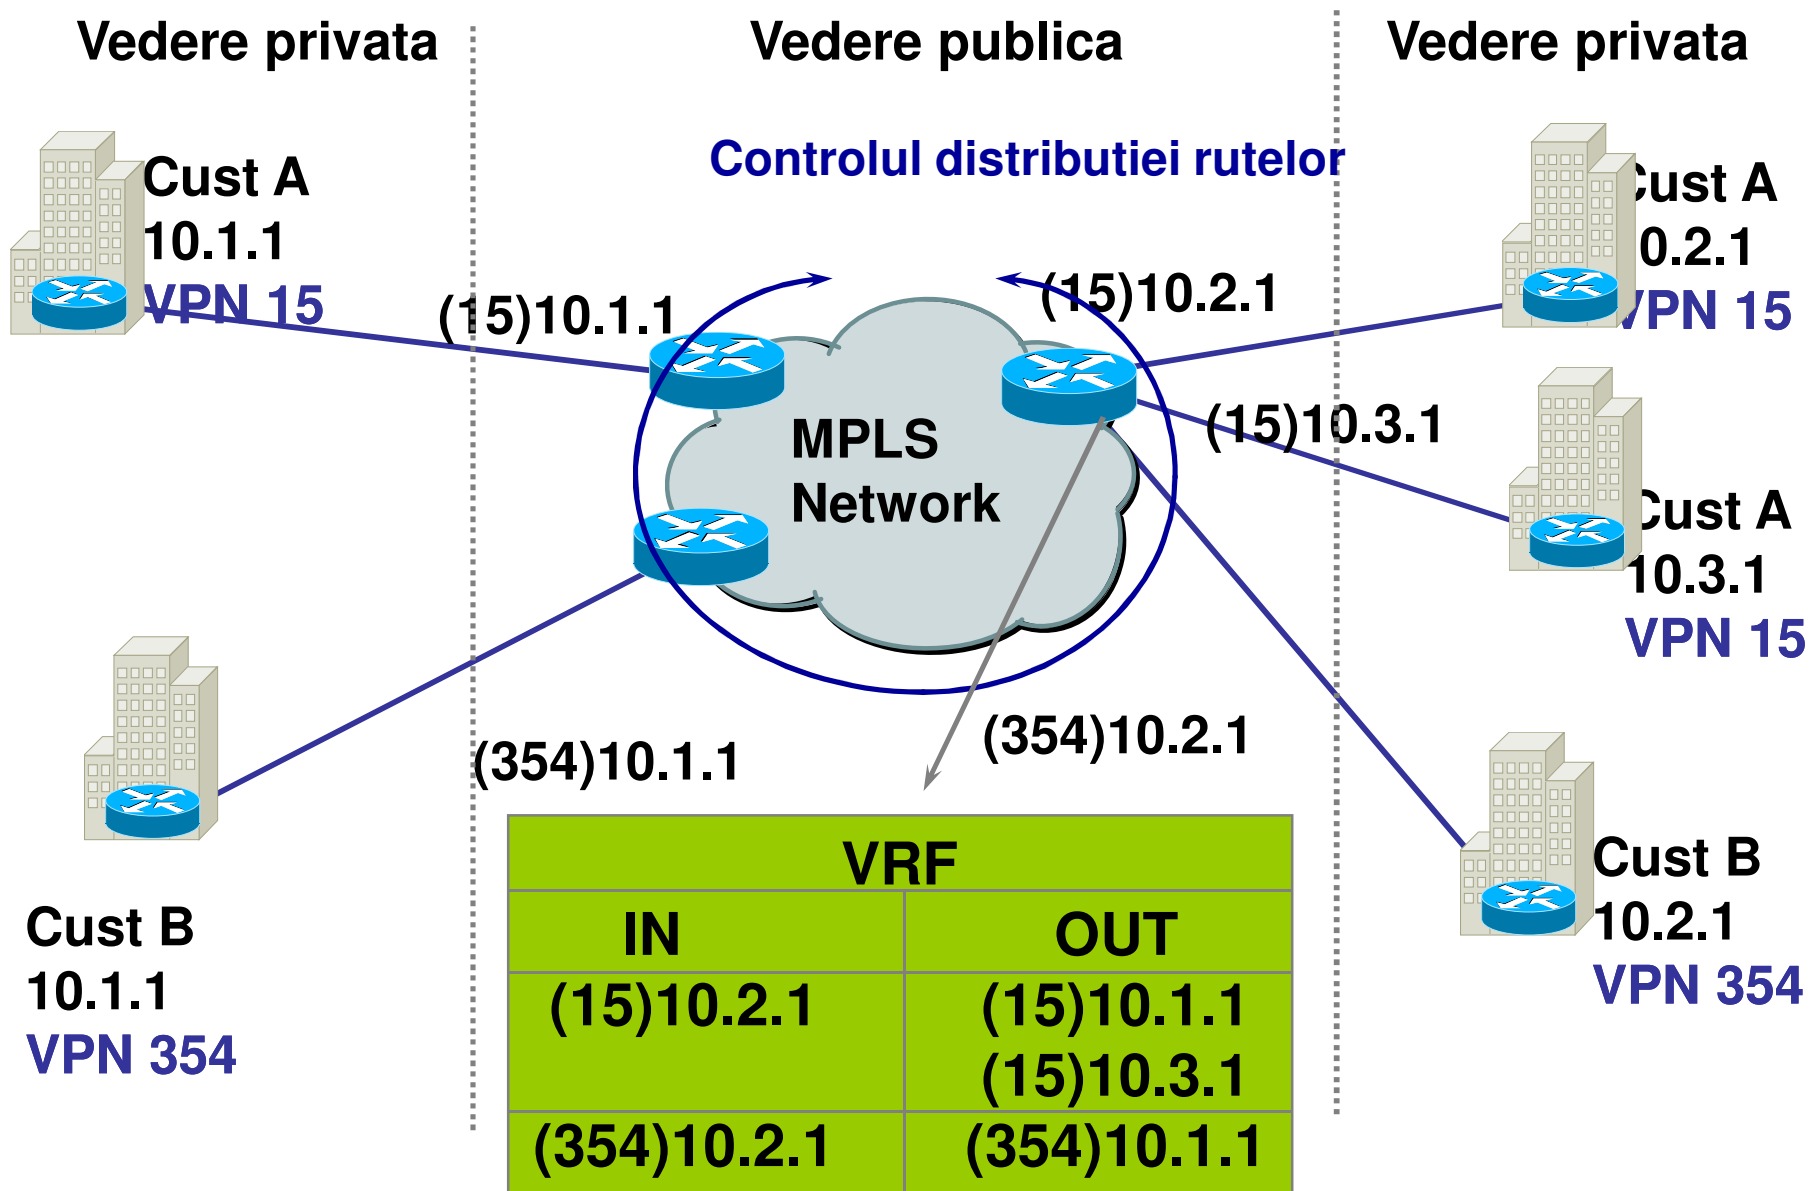 Vedere privata
Vedere publica
Vedere privata
Controlul distributiei rutelor
Cust A
10.1.1
VPN 15
(15)10.1.1
(15)10.2.1
Cust A
0.2.1
VPN 15
(15)10.3.1
MPLS
Network
Cust A
10.3.1
VPN 15
(354)10.1.1
(354)10.2.1
Cust B
10.1.1
VPN 354
Cust B
10.2.1
VPN 354
VRF
IN
OUT
(15)10.2.1
(15)10.1.1
(15)10.3.1
(354)10.2.1
(354)10.1.1